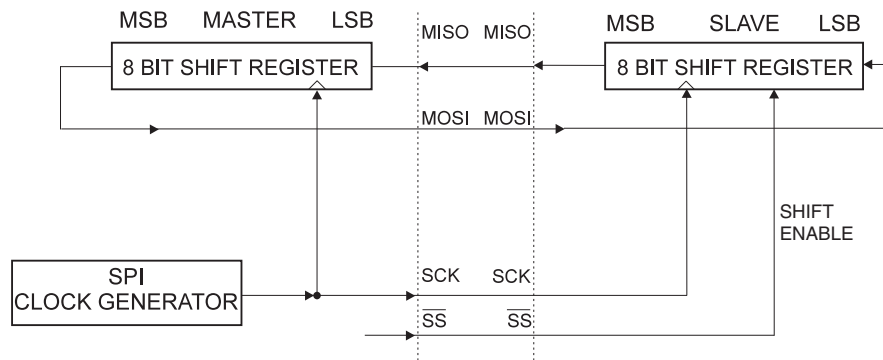 MSB MASTER LSB
MISO MISO
MSB SLAVE LSB
8 BIT SHIFT REGISTER
8 BIT SHIFT REGISTER
MOSI MOSI
SHIFT
ENABLE
SPI
CLOCK GENERATOR
SCK SCK
SS SS